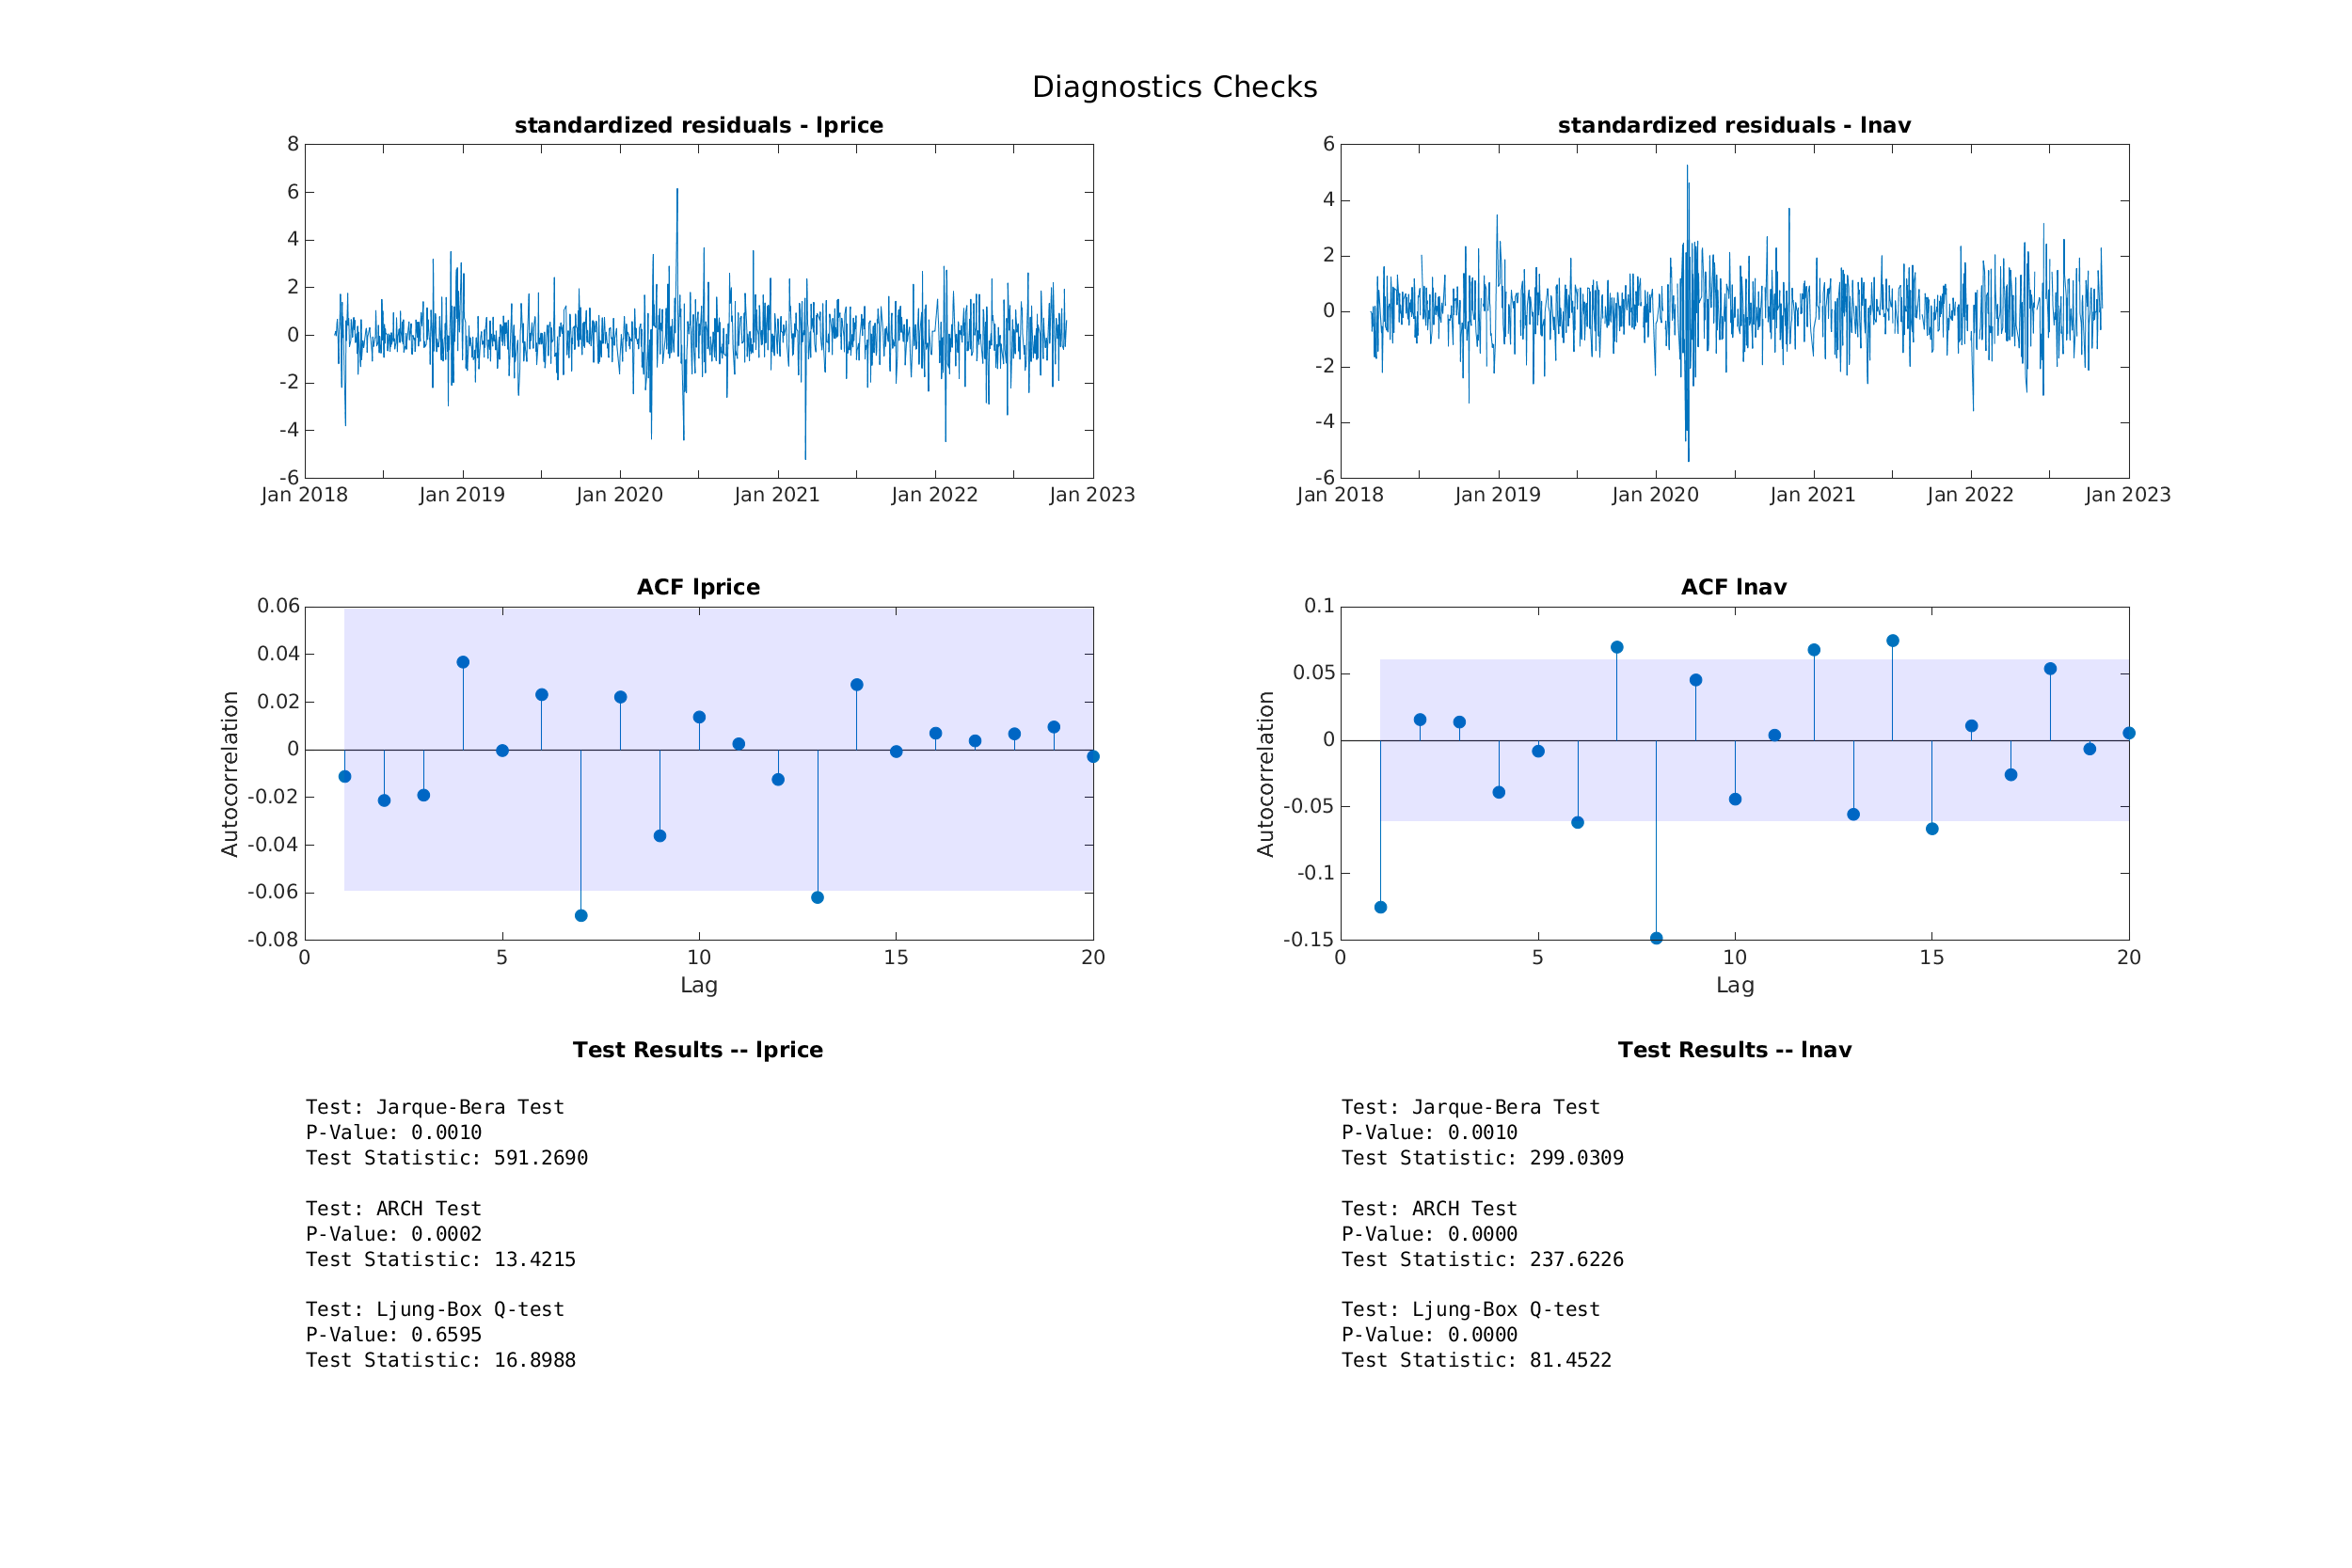 Diagnostics Checks
standardized residuals - lprice
8
6
4
2
0
-2
-4
-6
Jan 2018 Jan 2019 Jan 2020 Jan 2021 Jan 2022 Jan 2023
standardized residuals - lnav
6
4
2
0
-2
-4
-6
Jan 2018 Jan 2019 Jan 2020 Jan 2021 Jan 2022 Jan 2023
ACF lprice
Autocorrelation
0.06
0.04
0.02
0
-0.02
-0.04
-0.06
-0.08
0 5 10 15 20
Lag
ACF lnav
Autocorrelation
0.1
0.05
0
-0.05
-0.1
-0.15
0 5 10 15 20
Lag
Test Results -- lprice
Test: Jarque-Bera Test
P-Value: 0.0010
Test Statistic: 591.2690
Test: ARCH Test
P-Value: 0.0002
Test Statistic: 13.4215
Test: Ljung-Box Q-test
P-Value: 0.6595
Test Statistic: 16.8988
Test Results -- lnav
Test: Jarque-Bera Test
P-Value: 0.0010
Test Statistic: 299.0309
Test: ARCH Test
P-Value: 0.0000
Test Statistic: 237.6226
Test: Ljung-Box Q-test
P-Value: 0.0000
Test Statistic: 81.4522